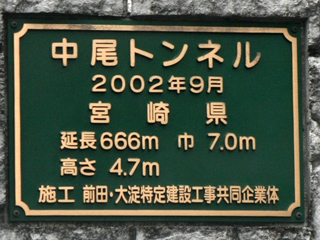 中尾トンネル
2002年9月
宮崎県
延長666m 巾 7.0m
高さ 4.7m
施工 前田・大淀特定建設工事共同企業体